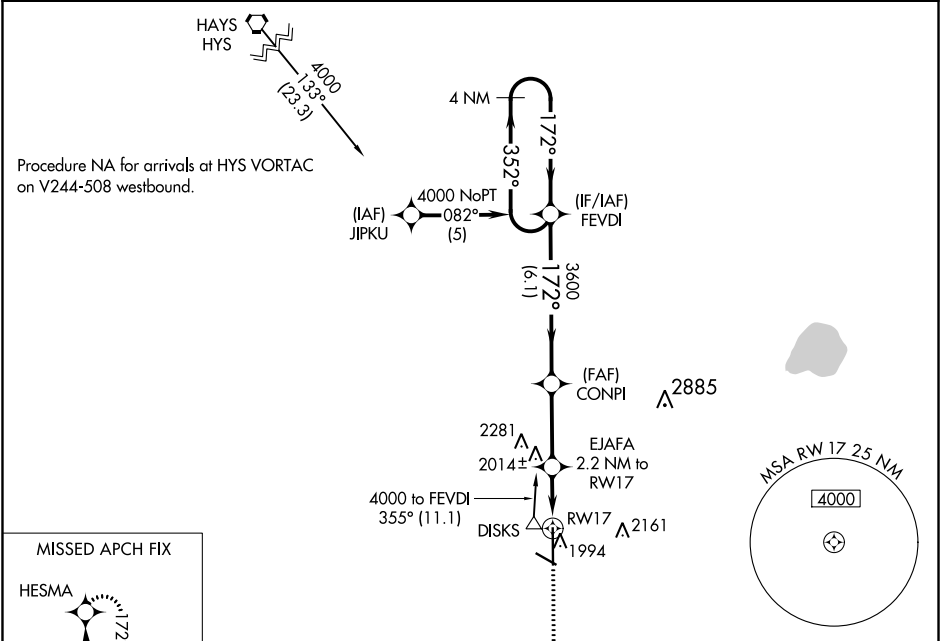 HAYS
HYS
4000
133°
(23.3)
Procedure NA for arrivals at HYS VORTAC
on V244-508 westbound.
4 NM
172°
352°
4000 NoPT
082°
(5)
(IAF)
JIPKU
(IF/IAF)
FEVDI
3600
172°
(6.1)
(FAF)
CONPI
2885
2281
2014±
EJAFA
2.2 NM to
RW17
4000 to FEVDI
355° (11.1)
DISKS
RW17
2161
1994
MSA RW 17 25 NM
4000
MISSED APCH FIX
HESMA
172